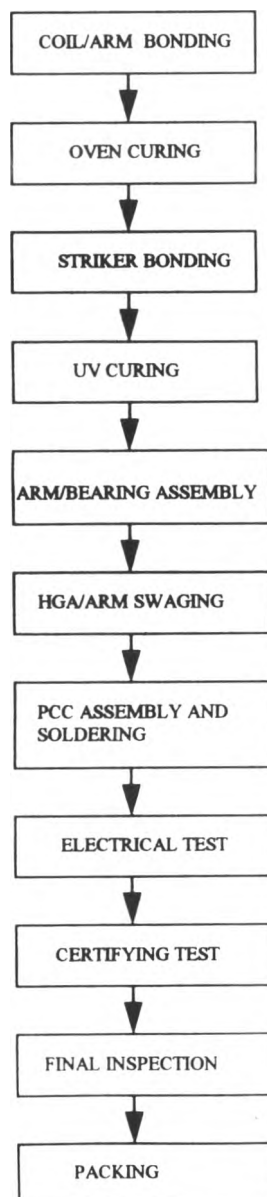 COIL/ARM BONDING
OVEN CURING
STRIKER BONDING
UV CURING
ARM/BEARING ASSEMBLY
HGA/ARM SWAGING
PCC ASSEMBLY AND
SOLDERING
ELECTRICAL TEST
CERTIFYING TEST
FINAL INSPECTION
PACKING